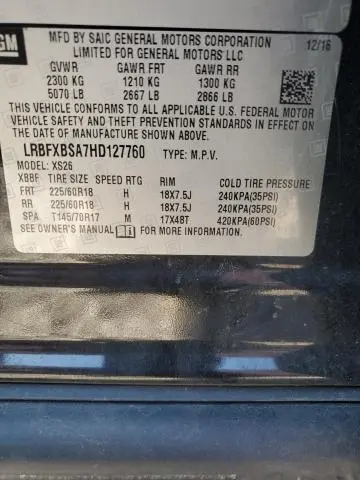 GM
MFD BY SAIC GENERAL MOTORS CORPORATION 12/16
LIMITED FOR GENERAL MOTORS LLC
GVWR GAWR FRT GAWR RR
2300 KG 1210 KG 1300 KG
5070 LB 2667 LB 2866 LB
THIS VEHICLE CONFORMS TO ALL APPLICABLE U.S. FEDERAL MOTOR
VEHICLE SAFETY AND THEFT PREVENTION STANDARDS IN EFFECT ON
THE DATE OF MANUFACTURE SHOWN ABOVE.
LRBFXBSA7HD127760 TYPE: M.P.V.
MODEL: XS26
XBBF TIRE SIZE SPEED RTG RIM COLD TIRE PRESSURE
FRT 225/60R18 H 18X7.5J 240KPA(35PSI)
RR 225/60R18 H 18X7.5J 240KPA(35PSI)
SPA T145/70R17 M 17X4BT 420KPA(60PSI)
SEE OWNER'S MANUAL FOR MORE INFORMATION.